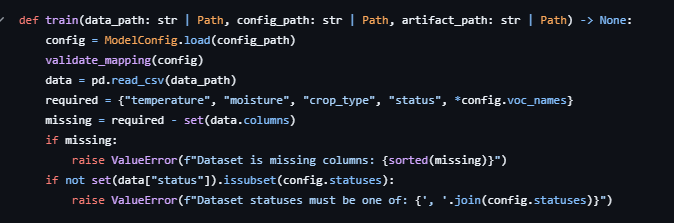 def train(data_path: str | Path, config_path: str | Path, artifact_path: str | Path) -> None:
    config = ModelConfig.load(config_path)
    validate_mapping(config)
    data = pd.read_csv(data_path)
    required = {"temperature", "moisture", "crop_type", "status", *config.voc_names}
    missing = required - set(data.columns)
    if missing:
        raise ValueError(f"Dataset is missing columns: {sorted(missing)}")
    if not set(data["status"]).issubset(config.statuses):
        raise ValueError(f"Dataset statuses must be one of: {', '.join(config.statuses)}")